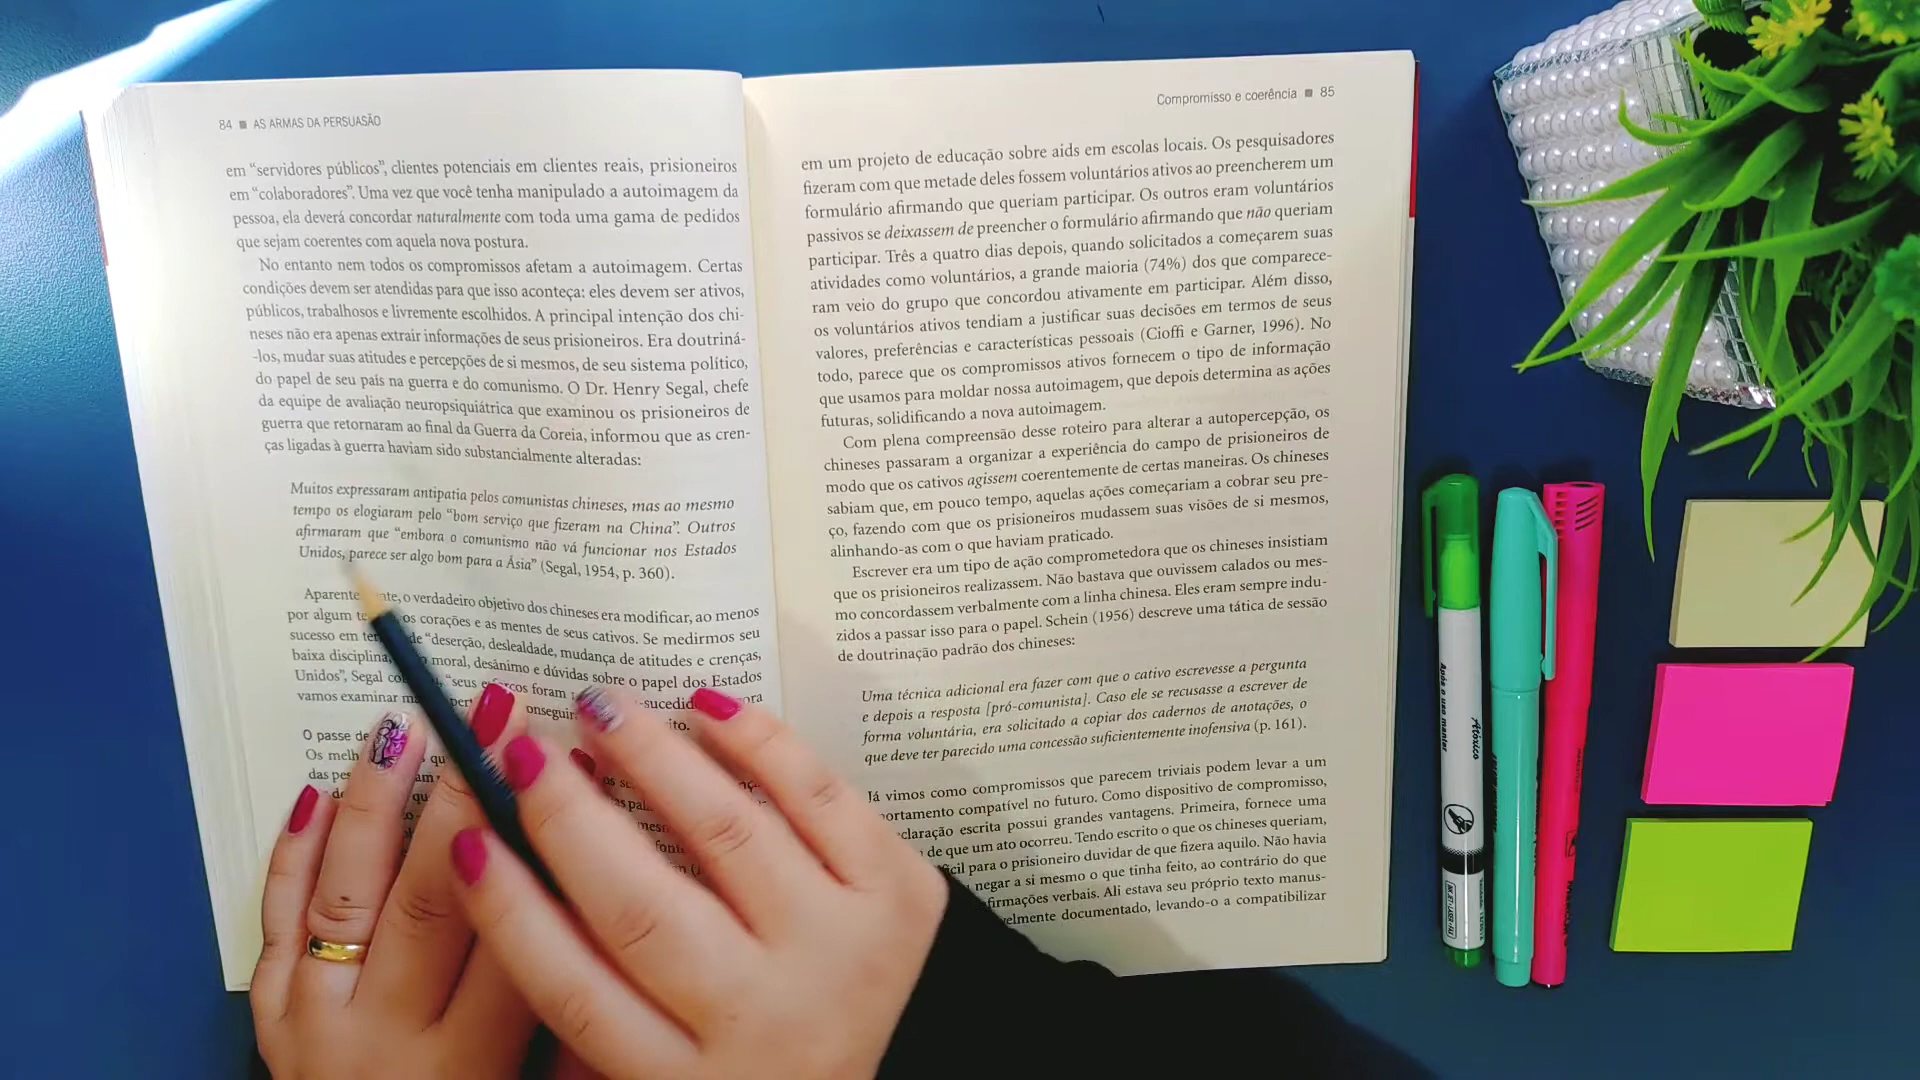 84 ■ AS ARMAS DA PERSUASÃO
em “servidores públicos”, clientes potenciais em clientes reais, prisioneiros
em “colaboradores”. Uma vez que você tenha manipulado a autoimagem da
pessoa, ela deverá concordar naturalmente com toda uma gama de pedidos
que sejam coerentes com aquela nova postura.
No entanto nem todos os compromissos afetam a autoimagem. Certas
condições devem ser atendidas para que isso aconteça: eles devem ser ativos,
públicos, trabalhosos e livremente escolhidos. A principal intenção dos chi-
neses não era apenas extrair informações de seus prisioneiros. Era doutriná-
-los, mudar suas atitudes e percepções de si mesmos, de seu sistema político,
do papel de seu país na guerra e do comunismo. O Dr. Henry Segal, chefe
da equipe de avaliação neuropsiquiátrica que examinou os prisioneiros de
guerra que retornaram ao final da Guerra da Coreia, informou que as cren-
ças ligadas à guerra haviam sido substancialmente alteradas:
Muitos expressaram antipatia pelos comunistas chineses, mas ao mesmo
tempo os elogiaram pelo “bom serviço que fizeram na China”. Outros
afirmaram que “embora o comunismo não vá funcionar nos Estados
Unidos, parece ser algo bom para a Ásia” (Segal, 1954, p. 360).
o verdadeiro objetivo dos chineses era modificar, ao menos
por algum os corações e as mentes de seus cativos. Se medirmos seu
sucesso em de “deserção, deslealdade, mudança de atitudes e crenças,
baixa disciplina, moral, desânimo e dúvidas sobre o papel dos Estados
Unidos”, Segal “seus foram
vamos examinar
O passe de
Os
das
Compromisso e coerência ■ 85
em um projeto de educação sobre aids em escolas locais. Os pesquisadores
fizeram com que metade deles fossem voluntários ativos ao preencherem um
formulário afirmando que queriam participar. Os outros eram voluntários
passivos se deixassem de preencher o formulário afirmando que não queriam
participar. Três a quatro dias depois, quando solicitados a começarem suas
atividades como voluntários, a grande maioria (74%) dos que comparece-
ram veio do grupo que concordou ativamente em participar. Além disso,
os voluntários ativos tendiam a justificar suas decisões em termos de seus
valores, preferências e características pessoais (Cioffi e Garner, 1996). No
todo, parece que os compromissos ativos fornecem o tipo de informação
que usamos para moldar nossa autoimagem, que depois determina as ações
futuras, solidificando a nova autoimagem.
Com plena compreensão desse roteiro para alterar a autopercepção, os
chineses passaram a organizar a experiência do campo de prisioneiros de
modo que os cativos agissem coerentemente de certas maneiras. Os chineses
sabiam que, em pouco tempo, aquelas ações começariam a cobrar seu pre-
ço, fazendo com que os prisioneiros mudassem suas visões de si mesmos,
alinhando-as com o que haviam praticado.
Escrever era um tipo de ação comprometedora que os chineses insistiam
que os prisioneiros realizassem. Não bastava que ouvissem calados ou mes-
mo concordassem verbalmente com a linha chinesa. Eles eram sempre indu-
zidos a passar isso para o papel. Schein (1956) descreve uma tática de sessão
de doutrinação padrão dos chineses:
Uma técnica adicional era fazer com que o cativo escrevesse a pergunta
e depois a resposta [pró-comunista]. Caso ele se recusasse a escrever de
forma voluntária, era solicitado a copiar dos cadernos de anotações, o
que deve ter parecido uma concessão suficientemente inofensiva (p. 161).
Já vimos como compromissos que parecem triviais podem levar a um
compatível no futuro. Como dispositivo de compromisso,
escrita possui grandes vantagens. Primeira, fornece uma
de que um ato ocorreu. Tendo escrito o que os chineses queriam,
para o prisioneiro duvidar de que fizera aquilo. Não havia
negar a si mesmo o que tinha feito, ao contrário do que
verbais. Ali estava seu próprio texto manus-
documentado, levando-o a compatibilizar
Após o uso manter
Atóxico